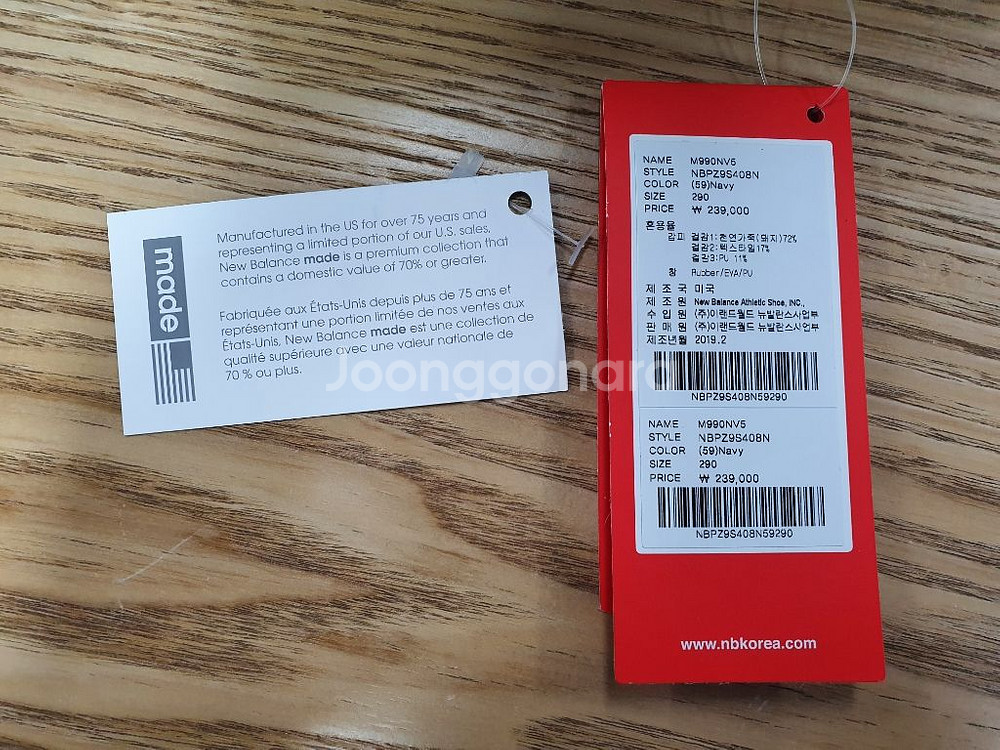 made
Manufactured in the US for over 75 years and
representing a limited portion of our U.S. sales,
New Balance made is a premium collection that
contains a domestic value of 70% or greater.
Fabriquée aux États-Unis depuis plus de 75 ans et
représentant une portion limitée de nos ventes aux
États-Unis, New Balance made est une collection de
qualité supérieure avec une valeur nationale de
70 % ou plus.
Joonggonara
NAME M990NV5
STYLE NBPZ9S408N
COLOR (59)Navy
SIZE 290
PRICE ₩ 239,000
혼용율
갑피 겉감1:천연가죽(돼지)72%
겉감2:텍스타일17%
겉감3:PU 11%
창 Rubber/EVA/PU
제 조 국 미국
제 조 원 New Balance Athletic Shoe, INC.,
수 입 원 (주)이랜드월드 뉴발란스사업부
판 매 원 (주)이랜드월드 뉴발란스사업부
제조년월 2019.2
NBPZ9S408N59290
NAME M990NV5
STYLE NBPZ9S408N
COLOR (59)Navy
SIZE 290
PRICE ₩ 239,000
NBPZ9S408N59290
www.nbkorea.com